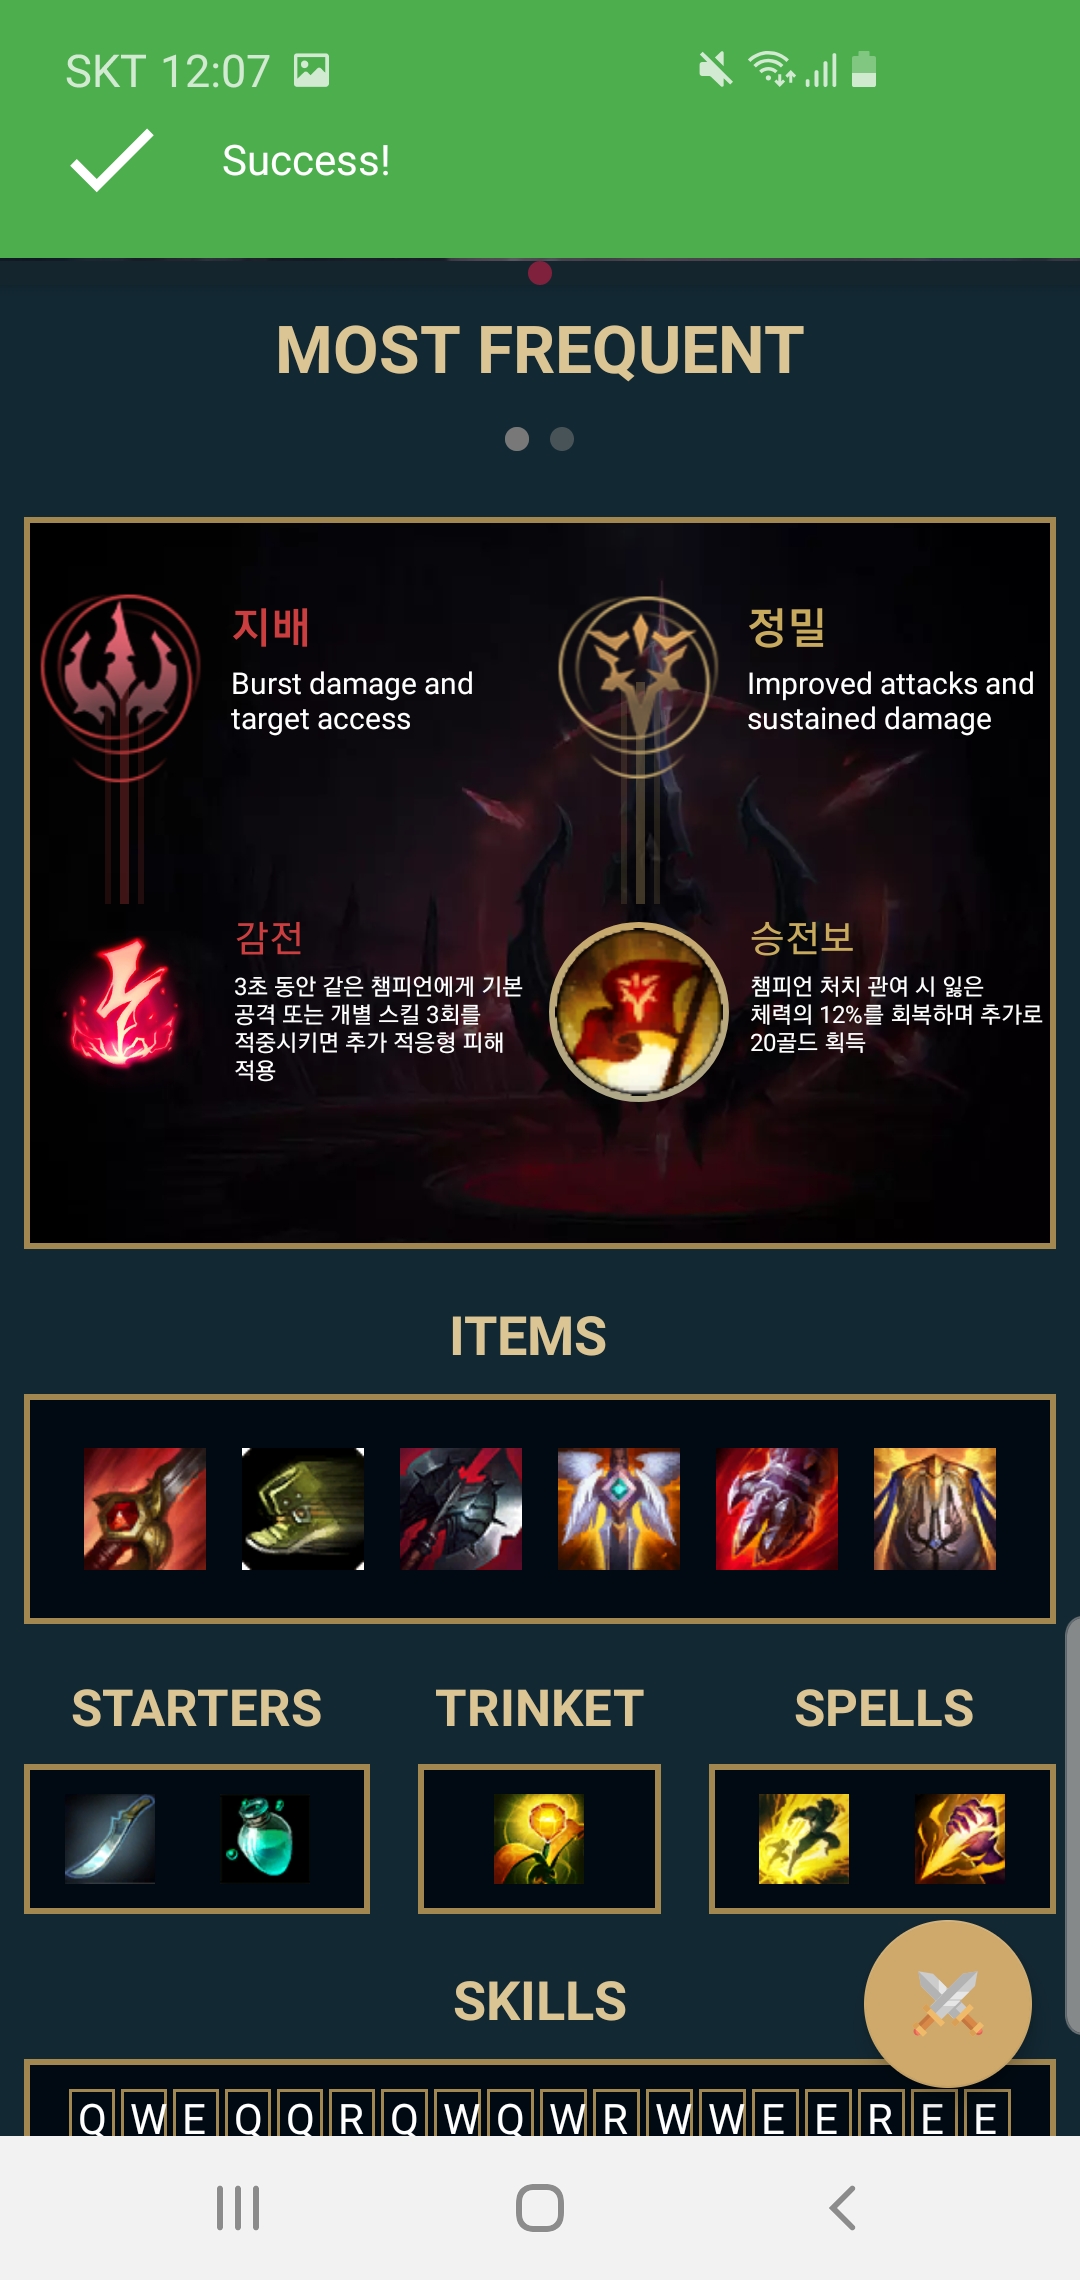 SKT 12:07
Success!
MOST FREQUENT
지배
Burst damage and
target access
정밀
Improved attacks and
sustained damage
감전
3초 동안 같은 챔피언에게 기본
공격 또는 개별 스킬 3회를
적중시키면 추가 적응형 피해
적용
승전보
챔피언 처치 관여 시 잃은
체력의 12%를 회복하며 추가로
20골드 획득
ITEMS
STARTERS
TRINKET
SPELLS
SKILLS
Q W E Q Q R Q W Q W R W W E E R E E